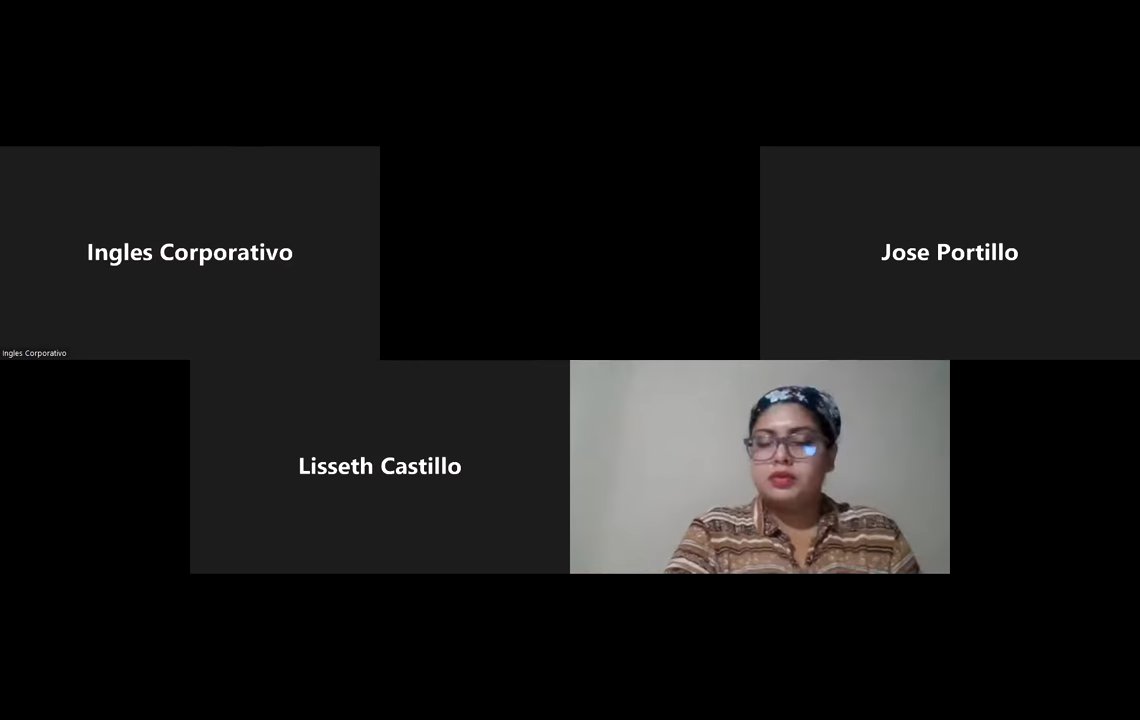 Ingles Corporativo
Jose Portillo
Ingles Corporativo
Lisseth Castillo